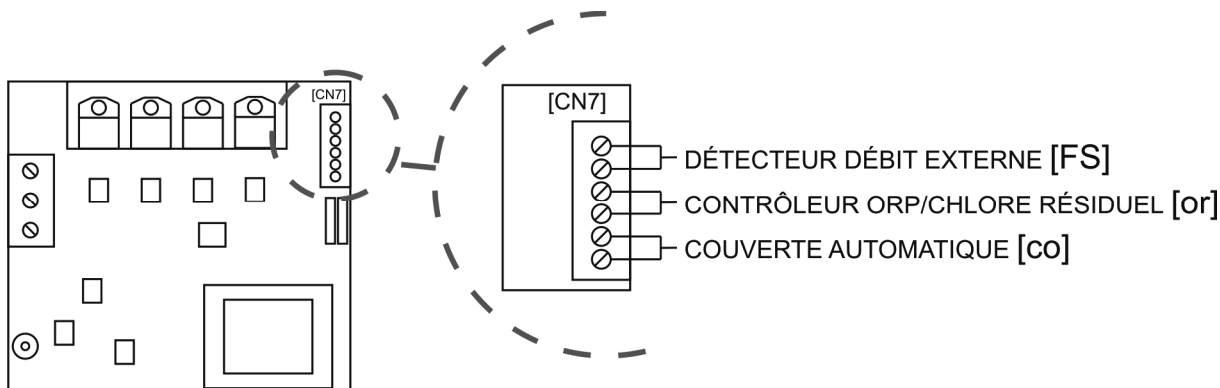 [CN7]
[CN7]
DÉTECTEUR DÉBIT EXTERNE [FS]
CONTRÔLEUR ORP/CHLORE RÉSIDUEL [or]
COUVERTE AUTOMATIQUE [co]